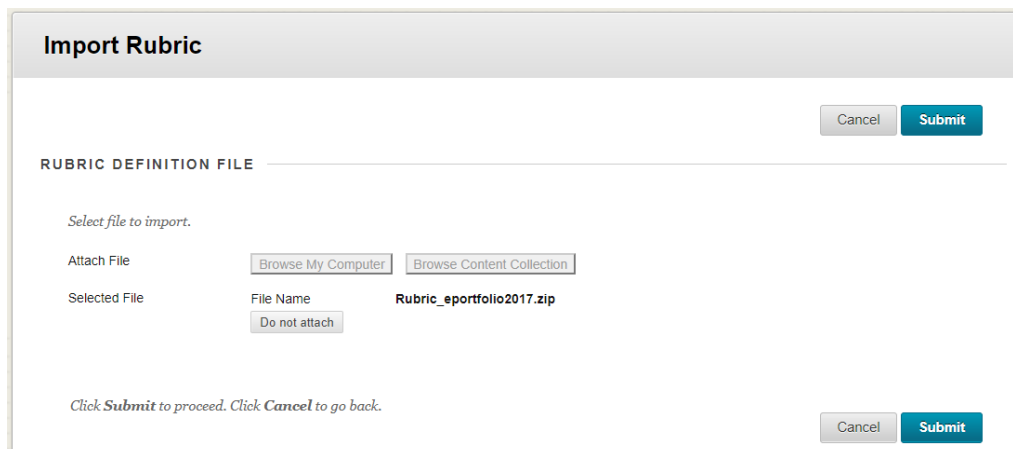 Import Rubric
Cancel Submit
RUBRIC DEFINITION FILE
Select file to import.
Attach File Browse My Computer Browse Content Collection
Selected File File Name Rubric_eportfolio2017.zip
Do not attach
Click Submit to proceed. Click Cancel to go back.
Cancel Submit